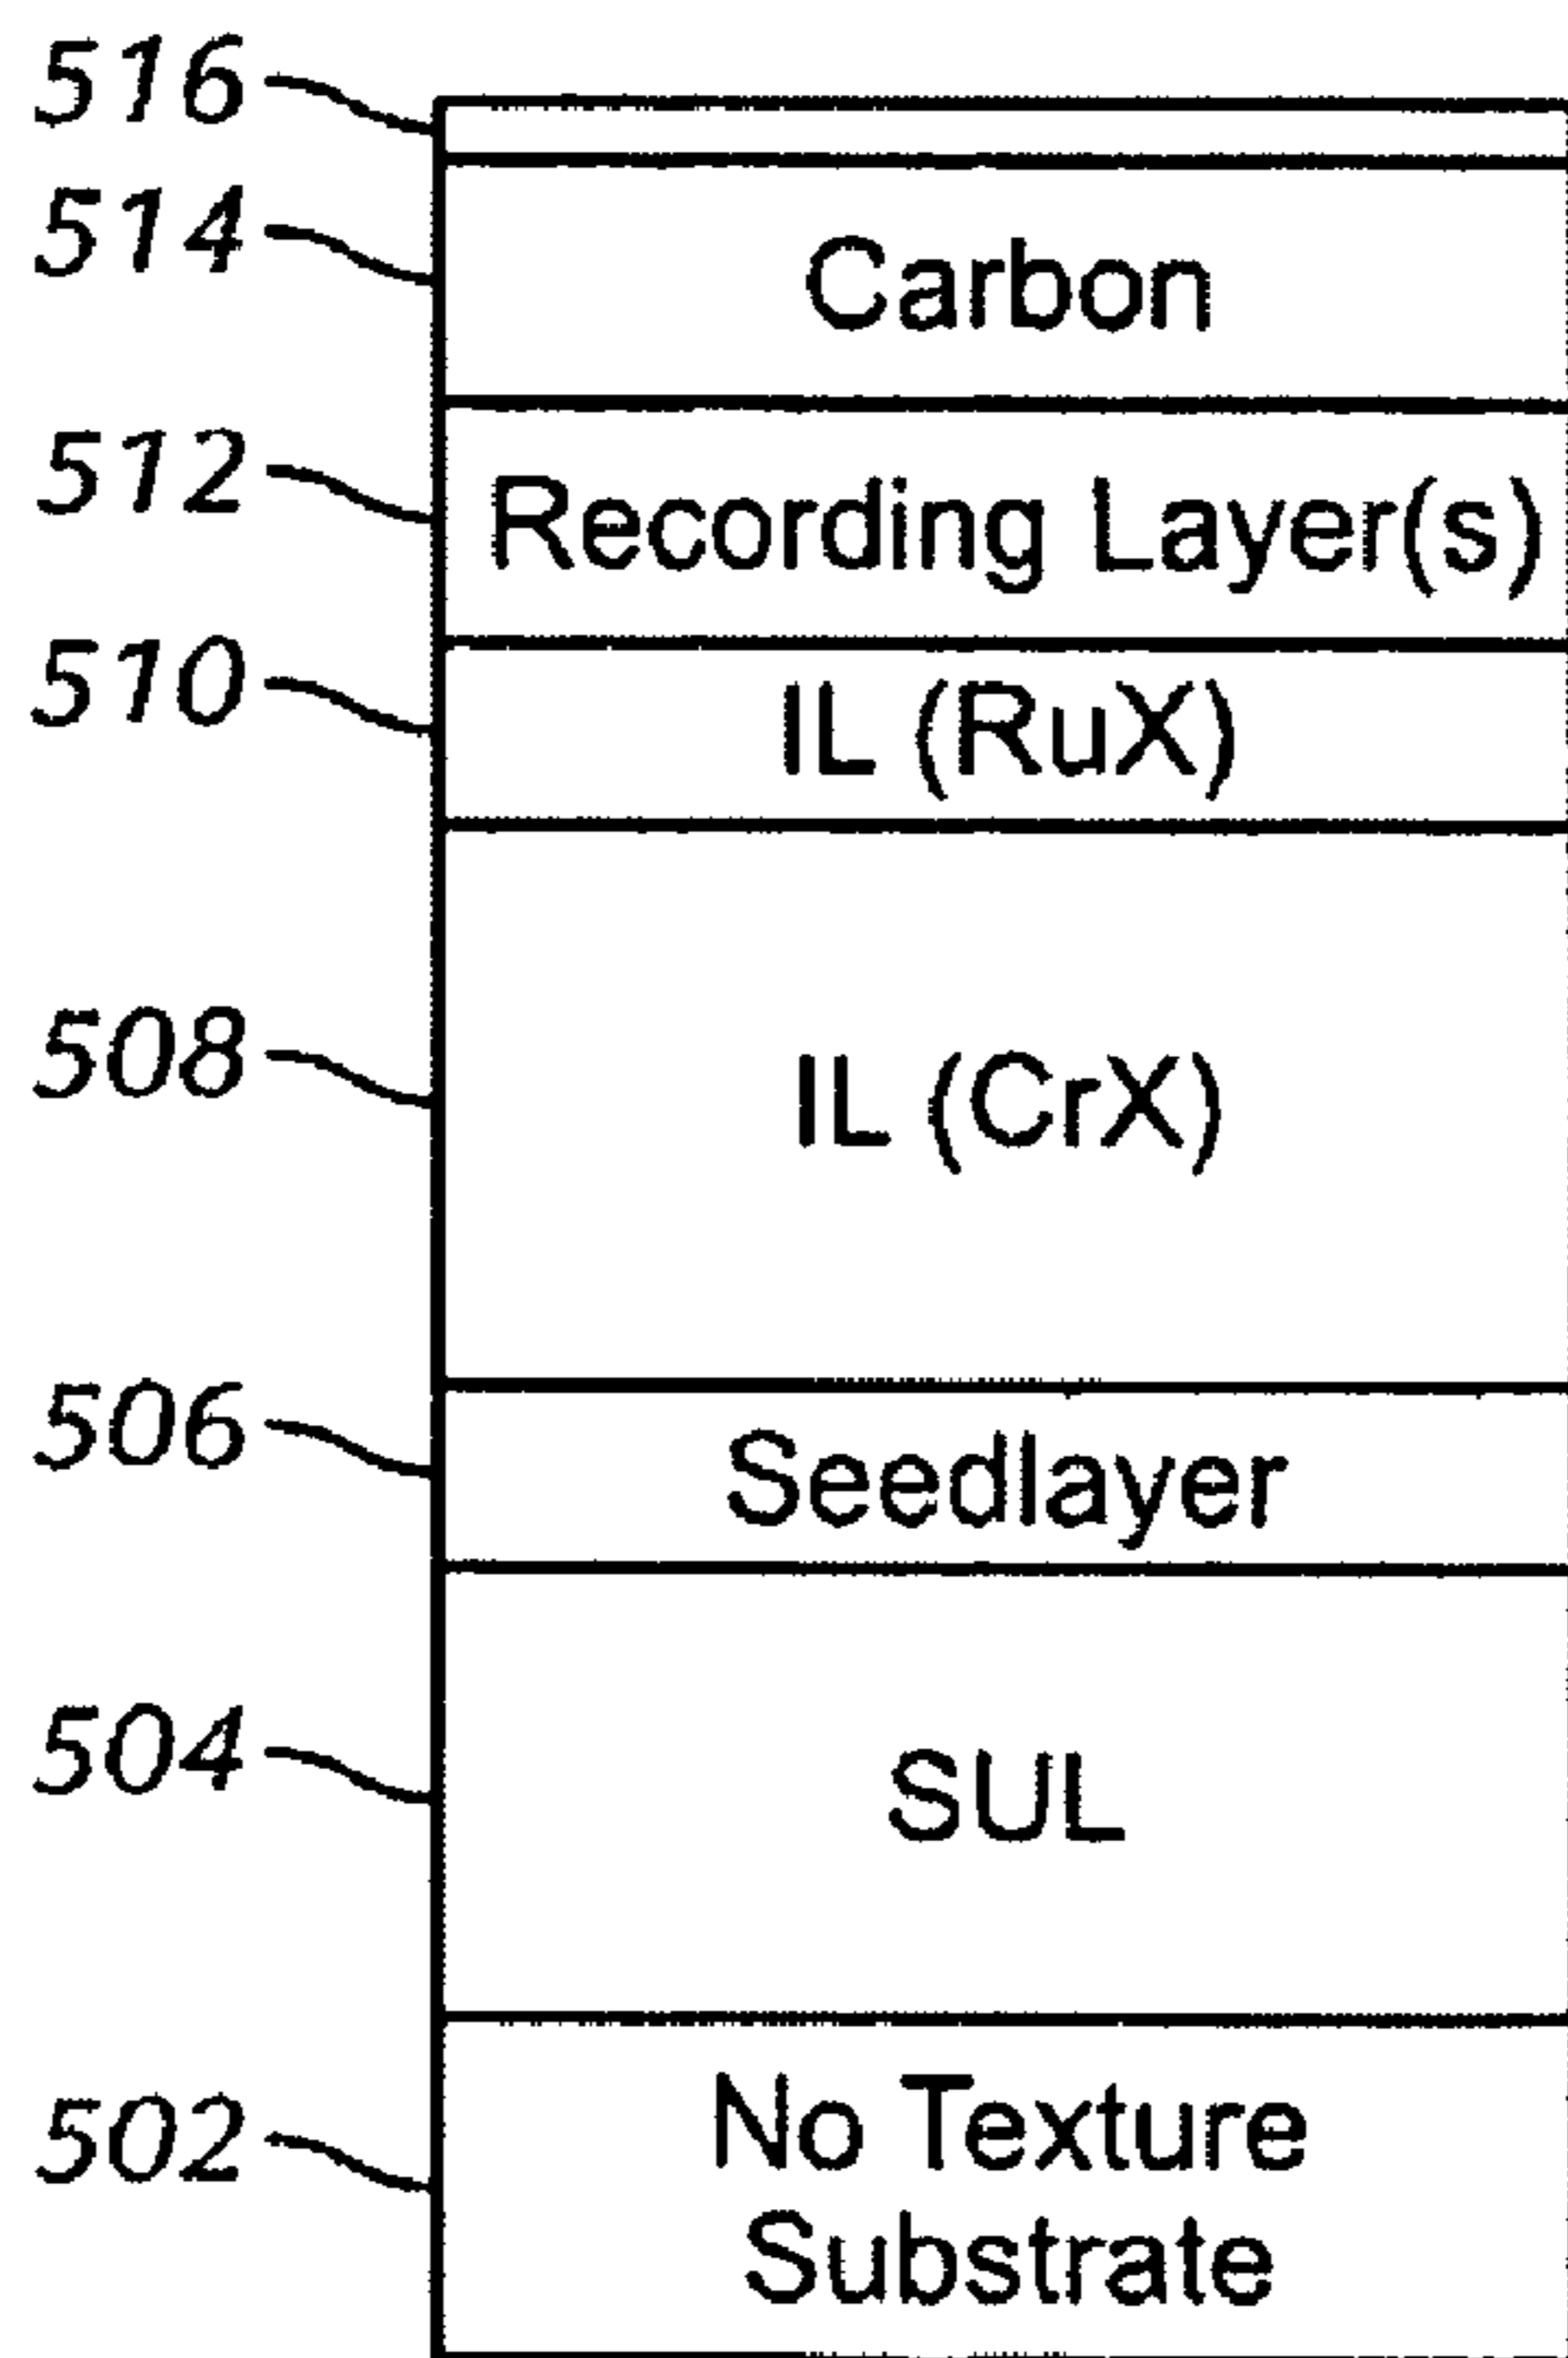 516
514
Carbon
512
Recording Layer(s)
510
IL (RuX)
508
IL (CrX)
506
Seedlayer
504
SUL
502
No Texture
Substrate